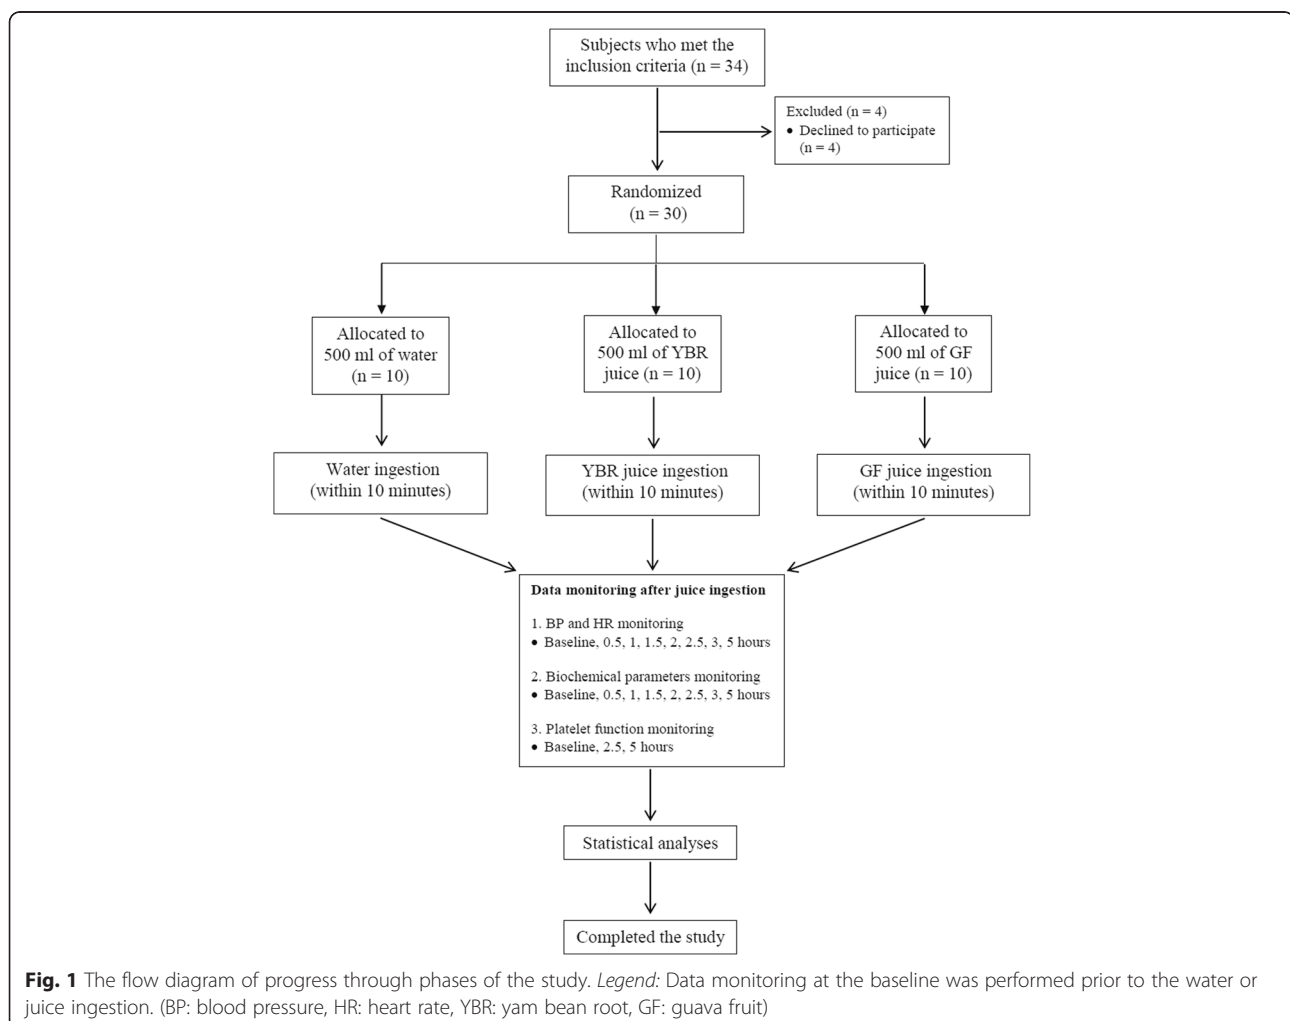 Subjects who met the
inclusion criteria (n = 34)
Excluded (n = 4)
• Declined to participate
(n = 4)
Randomized
(n = 30)
Allocated to
500 ml of water
(n = 10)
Allocated to
500 ml of YBR
juice (n = 10)
Allocated to
500 ml of GF
juice (n = 10)
Water ingestion
(within 10 minutes)
YBR juice ingestion
(within 10 minutes)
GF juice ingestion
(within 10 minutes)
Data monitoring after juice ingestion
1. BP and HR monitoring
• Baseline, 0.5, 1, 1.5, 2, 2.5, 3, 5 hours
2. Biochemical parameters monitoring
• Baseline, 0.5, 1, 1.5, 2, 2.5, 3, 5 hours
3. Platelet function monitoring
• Baseline, 2.5, 5 hours
Statistical analyses
Completed the study
Fig. 1 The flow diagram of progress through phases of the study. Legend: Data monitoring at the baseline was performed prior to the water or
juice ingestion. (BP: blood pressure, HR: heart rate, YBR: yam bean root, GF: guava fruit)